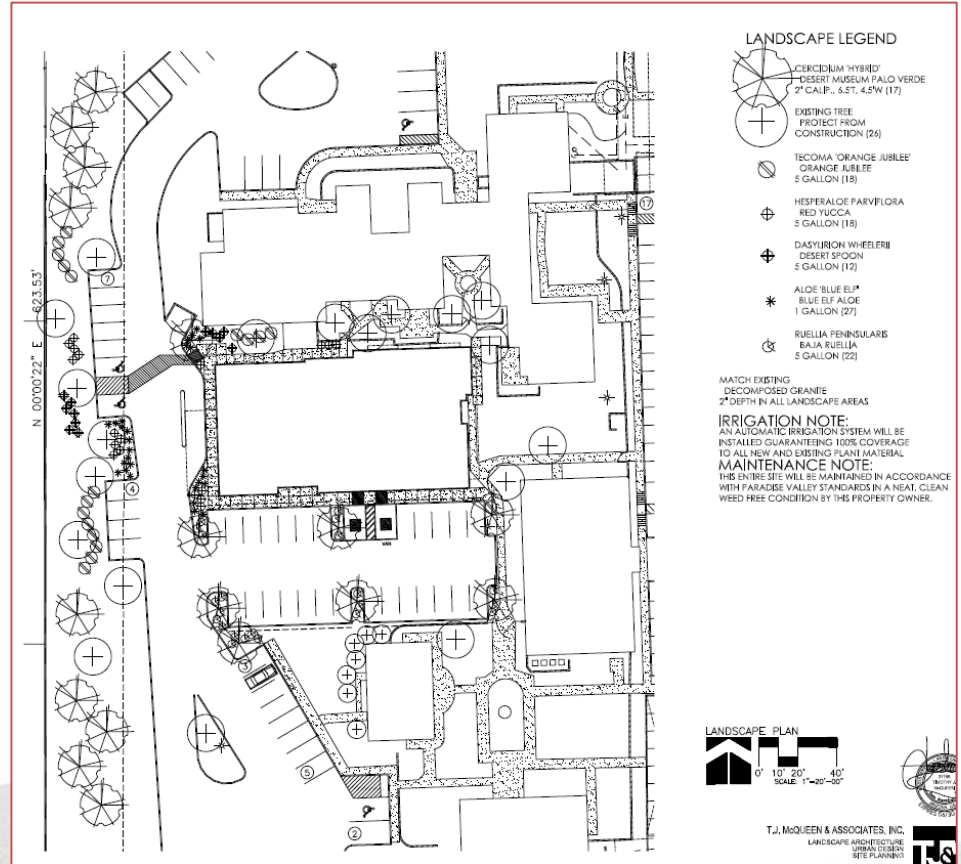 LANDSCAPE LEGEND
CERCIDIUM 'HYBRID'
DESERT MUSEUM PALO VERDE
2" CALIP., 6.5'T, 4.5'W (17)
EXISTING TREE
PROTECT FROM
CONSTRUCTION (26)
TECOMA 'ORANGE JUBILEE'
ORANGE JUBILEE
5 GALLON (18)
HESPERALOE PARVIFLORA
RED YUCCA
5 GALLON (18)
DASYLIRION WHEELERII
DESERT SPOON
5 GALLON (12)
ALOE 'BLUE ELF'
BLUE ELF ALOE
1 GALLON (27)
RUELLIA PENINSULARIS
BAJA RUELLIA
5 GALLON (22)
MATCH EXISTING
DECOMPOSED GRANITE
2" DEPTH IN ALL LANDSCAPE AREAS
IRRIGATION NOTE:
AN AUTOMATIC IRRIGATION SYSTEM WILL BE
INSTALLED GUARANTEEING 100% COVERAGE
TO ALL NEW AND EXISTING PLANT MATERIAL
MAINTENANCE NOTE:
THIS ENTIRE SITE WILL BE MAINTAINED IN ACCORDANCE
WITH PARADISE VALLEY STANDARDS IN A NEAT, CLEAN
WEED FREE CONDITION BY THIS PROPERTY OWNER.
N 00°00'22" E 623.53'
17
7
4
3
5
2
LANDSCAPE PLAN
0' 10' 20' 40'
SCALE: 1"=20'-00"
T.J. McQUEEN & ASSOCIATES, INC.
LANDSCAPE ARCHITECTURE
URBAN DESIGN
SITE PLANNING